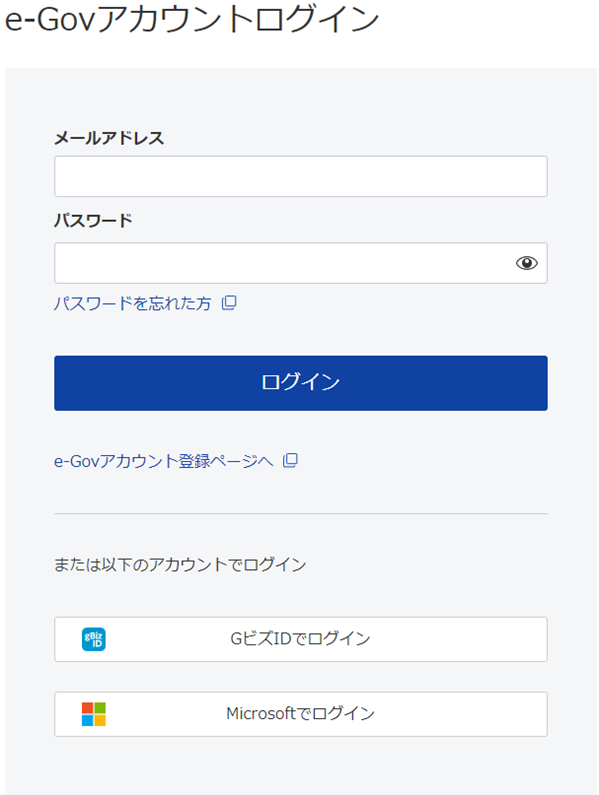 e-Govアカウントログイン
メールアドレス
パスワード
パスワードを忘れた方
ログイン
e-Govアカウント登録ページへ
または以下のアカウントでログイン
gBiz
ID
GビズIDでログイン
Microsoftでログイン